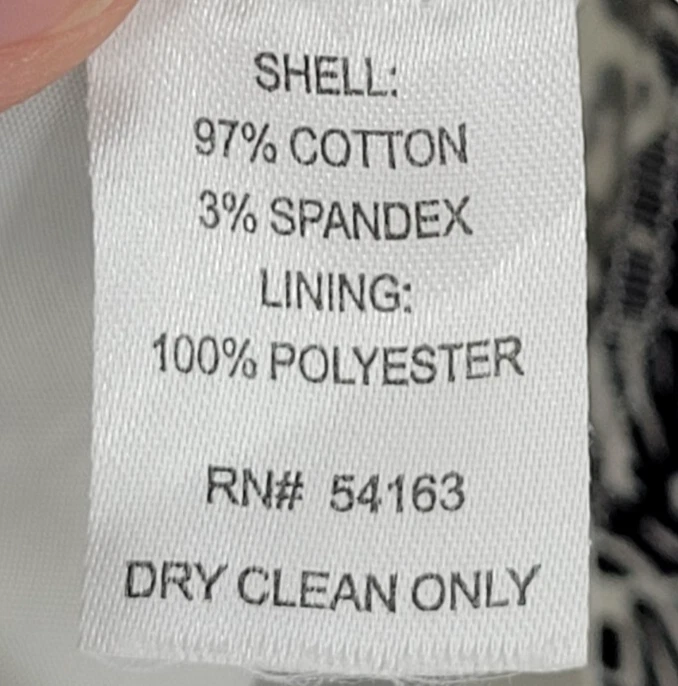 SHELL:
97% COTTON
3% SPANDEX
LINING:
100% POLYESTER
RN# 54163
DRY CLEAN ONLY